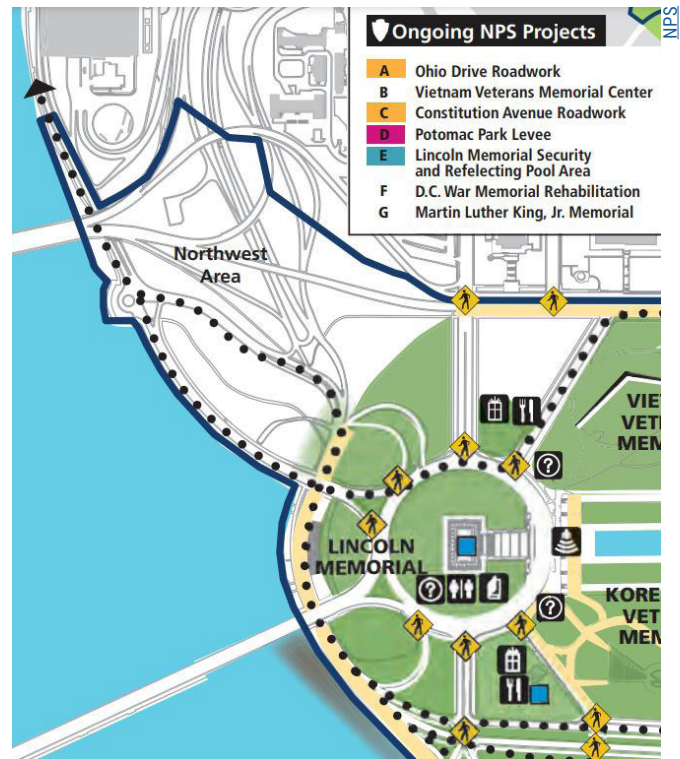 Ongoing NPS Projects
NPS
A Ohio Drive Roadwork
B Vietnam Veterans Memorial Center
C Constitution Avenue Roadwork
D Potomac Park Levee
E Lincoln Memorial Security
and Refelecting Pool Area
F D.C. War Memorial Rehabilitation
G Martin Luther King, Jr. Memorial
Northwest
Area
VIE
VET
MEM
?
LINCOLN
MEMORIAL
?
?
KORE
VET
MEM